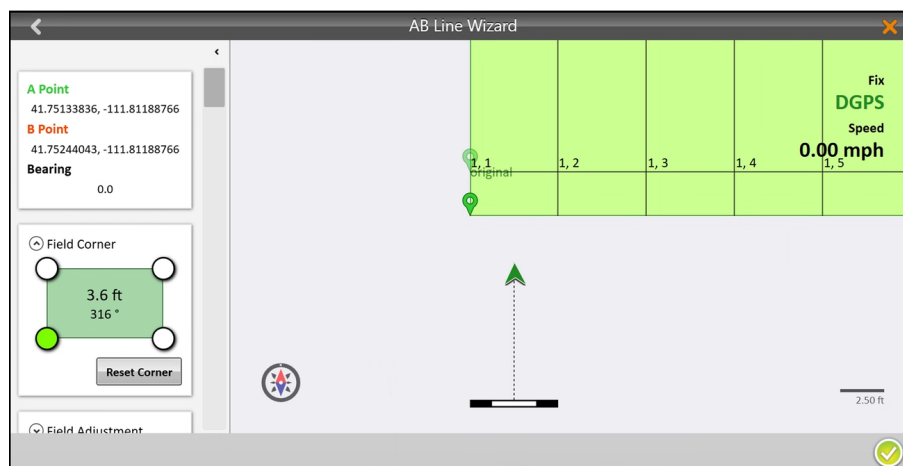 AB Line Wizard
A Point
41.75133836, -111.81188766
B Point
41.75244043, -111.81188766
Bearing
0.0
Field Corner
3.6 ft
316 °
Reset Corner
Field Adjustment
Fix
DGPS
Speed
0.00 mph
1, 1
1, 2
1, 3
1, 4
1, 5
original
2.50 ft